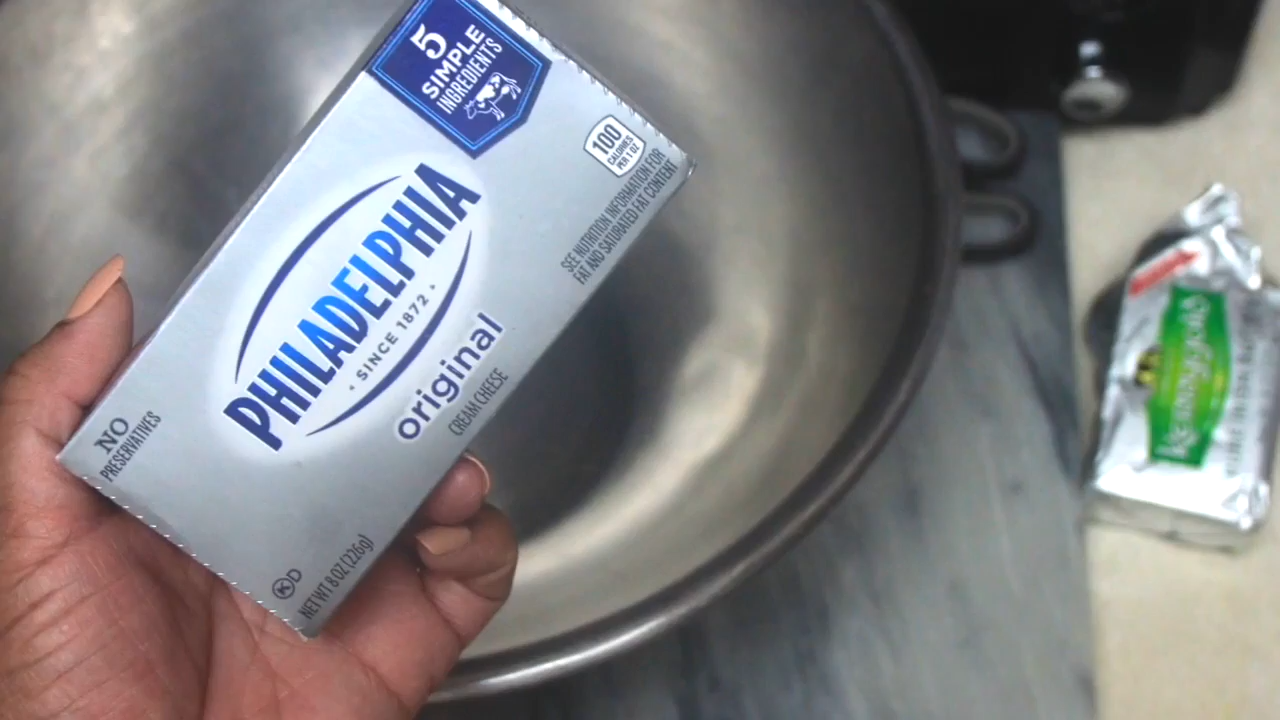 5
SIMPLE
INGREDIENTS
100
CALORIES
PER 1 OZ
SEE NUTRITION INFORMATION FOR
FAT AND SATURATED FAT CONTENT
PHILADELPHIA
SINCE 1872
original
CREAM CHEESE
NO
PRESERVATIVES
K D
NET WT 8 OZ (226g)
Kerrygold